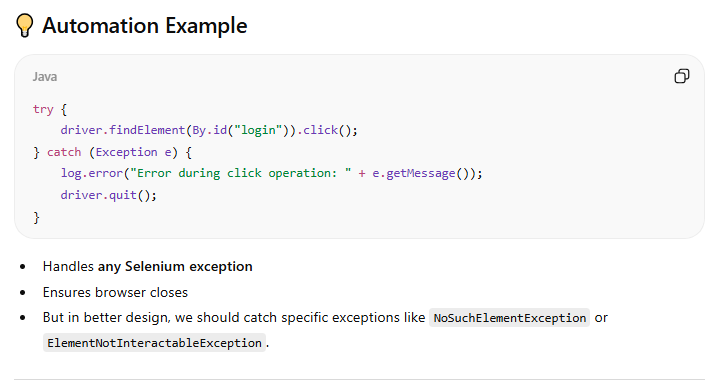 💡 Automation Example
Java
try {
    driver.findElement(By.id("login")).click();
} catch (Exception e) {
    log.error("Error during click operation: " + e.getMessage());
    driver.quit();
}
• Handles any Selenium exception
• Ensures browser closes
• But in better design, we should catch specific exceptions like NoSuchElementException or
ElementNotInteractableException.